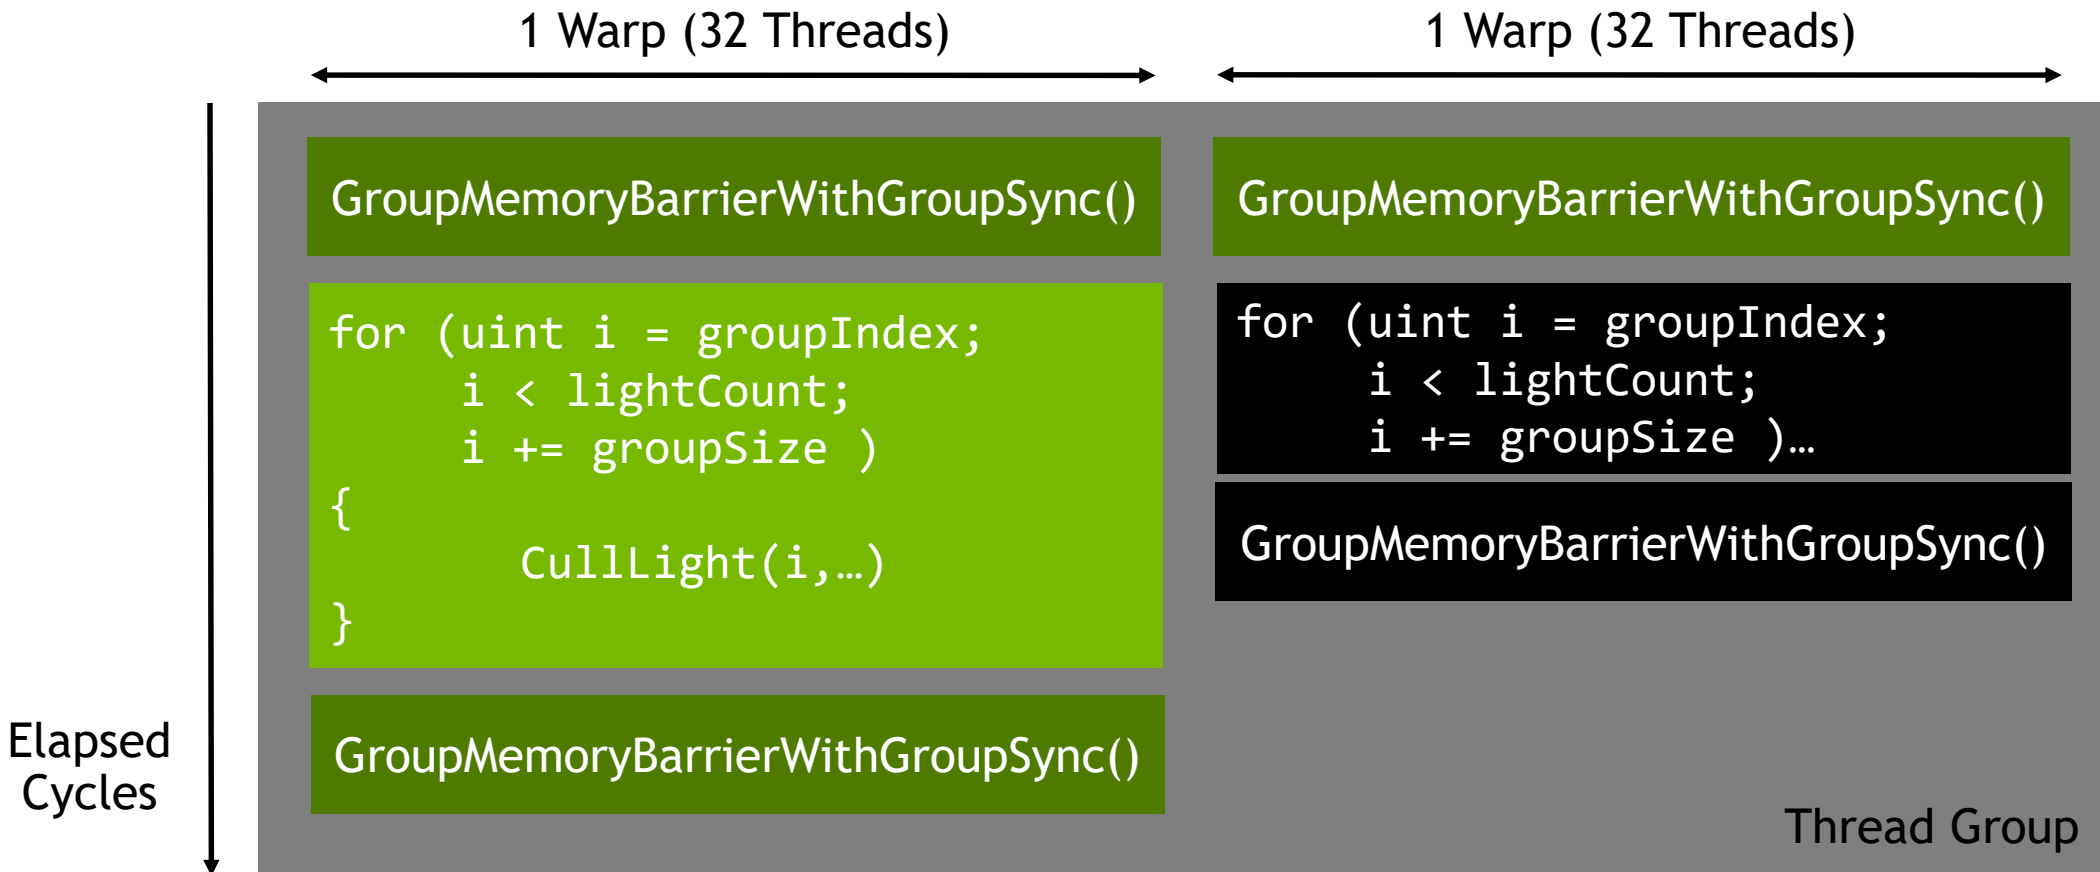 1 Warp (32 Threads)
1 Warp (32 Threads)
GroupMemoryBarrierWithGroupSync()
GroupMemoryBarrierWithGroupSync()
for (uint i = groupIndex;
i < lightCount;
i += groupSize )
{
CullLight(i,…)
}
for (uint i = groupIndex;
i < lightCount;
i += groupSize )…
GroupMemoryBarrierWithGroupSync()
GroupMemoryBarrierWithGroupSync()
Elapsed
Cycles
Thread Group